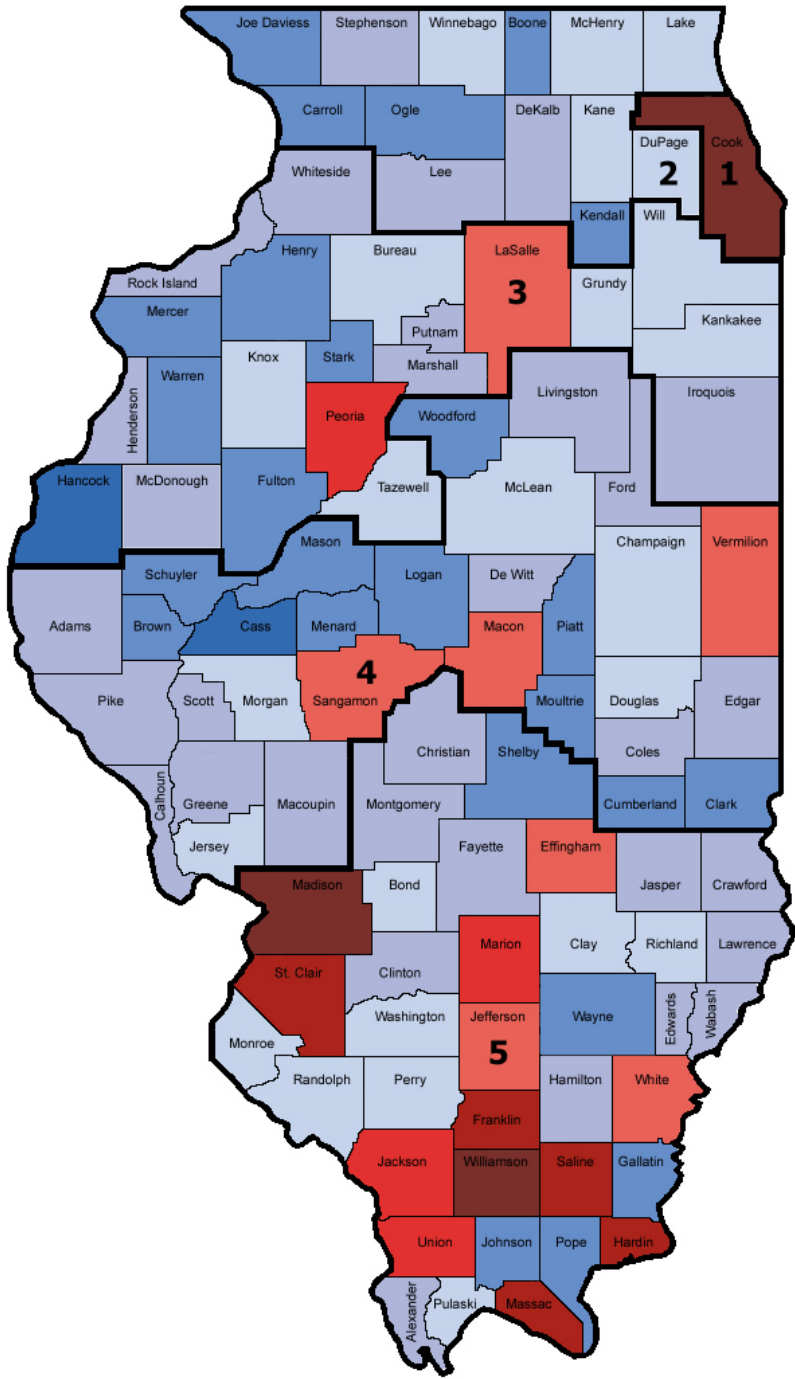 Joe Daviess
Stephenson
Winnebago
Boone
McHenry
Lake
Carroll
Ogle
DeKalb
Kane
DuPage
2
Cook
1
Whiteside
Lee
Kendall
Will
Rock Island
Henry
Bureau
LaSalle
3
Grundy
Mercer
Putnam
Kankakee
Knox
Stark
Marshall
Warren
Henderson
Peoria
Woodford
Livingston
Iroquois
Hancock
McDonough
Fulton
Tazewell
McLean
Ford
Mason
Champaign
Vermilion
Schuyler
Logan
De Witt
Adams
Brown
Cass
Menard
Macon
Piatt
4
Pike
Scott
Morgan
Sangamon
Moultrie
Douglas
Edgar
Christian
Shelby
Coles
Calhoun
Greene
Macoupin
Montgomery
Cumberland
Clark
Jersey
Fayette
Effingham
Jasper
Crawford
Madison
Bond
Marion
Clay
Richland
Lawrence
St. Clair
Clinton
Washington
Jefferson
5
Wayne
Edwards
Wabash
Monroe
Randolph
Perry
Hamilton
White
Franklin
Jackson
Williamson
Saline
Gallatin
Union
Johnson
Pope
Hardin
Alexander
Pulaski
Massac